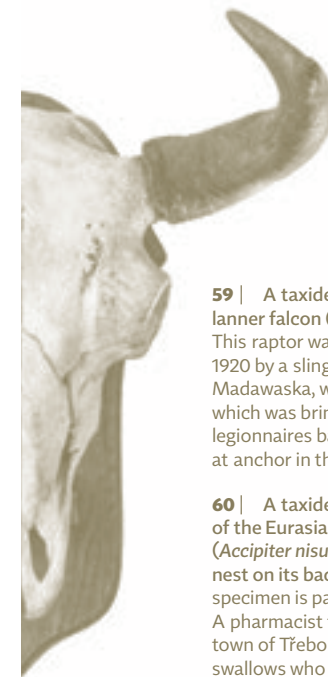 59 | A taxide
lanner falcon (
This raptor wa
1920 by a sling
Madawaska, w
which was brin
legionnaires ba
at anchor in th
60 | A taxide
of the Eurasia
(Accipiter nisu
nest on its bac
specimen is pa
A pharmacist
town of Třebo
swallows who